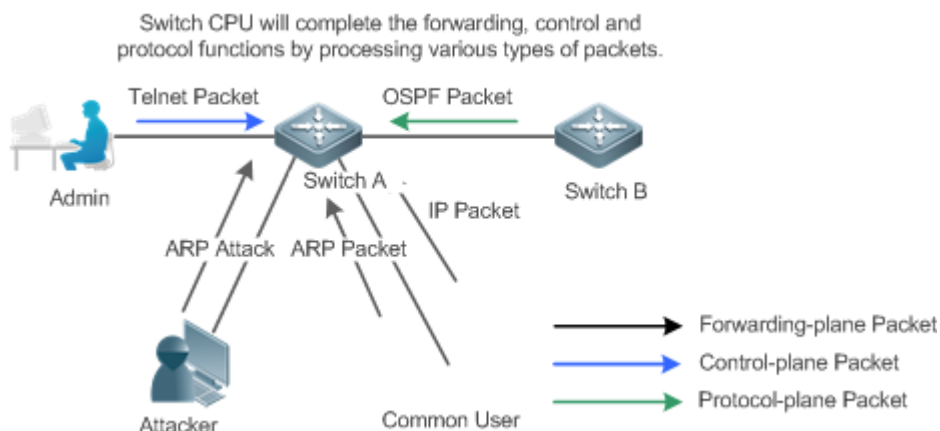 Switch CPU will complete the forwarding, control and
protocol functions by processing various types of packets.
Telnet Packet
OSPF Packet
Admin
Switch A
Switch B
IP Packet
ARP Attack
ARP Packet
Forwarding-plane Packet
Control-plane Packet
Protocol-plane Packet
Attacker
Common User